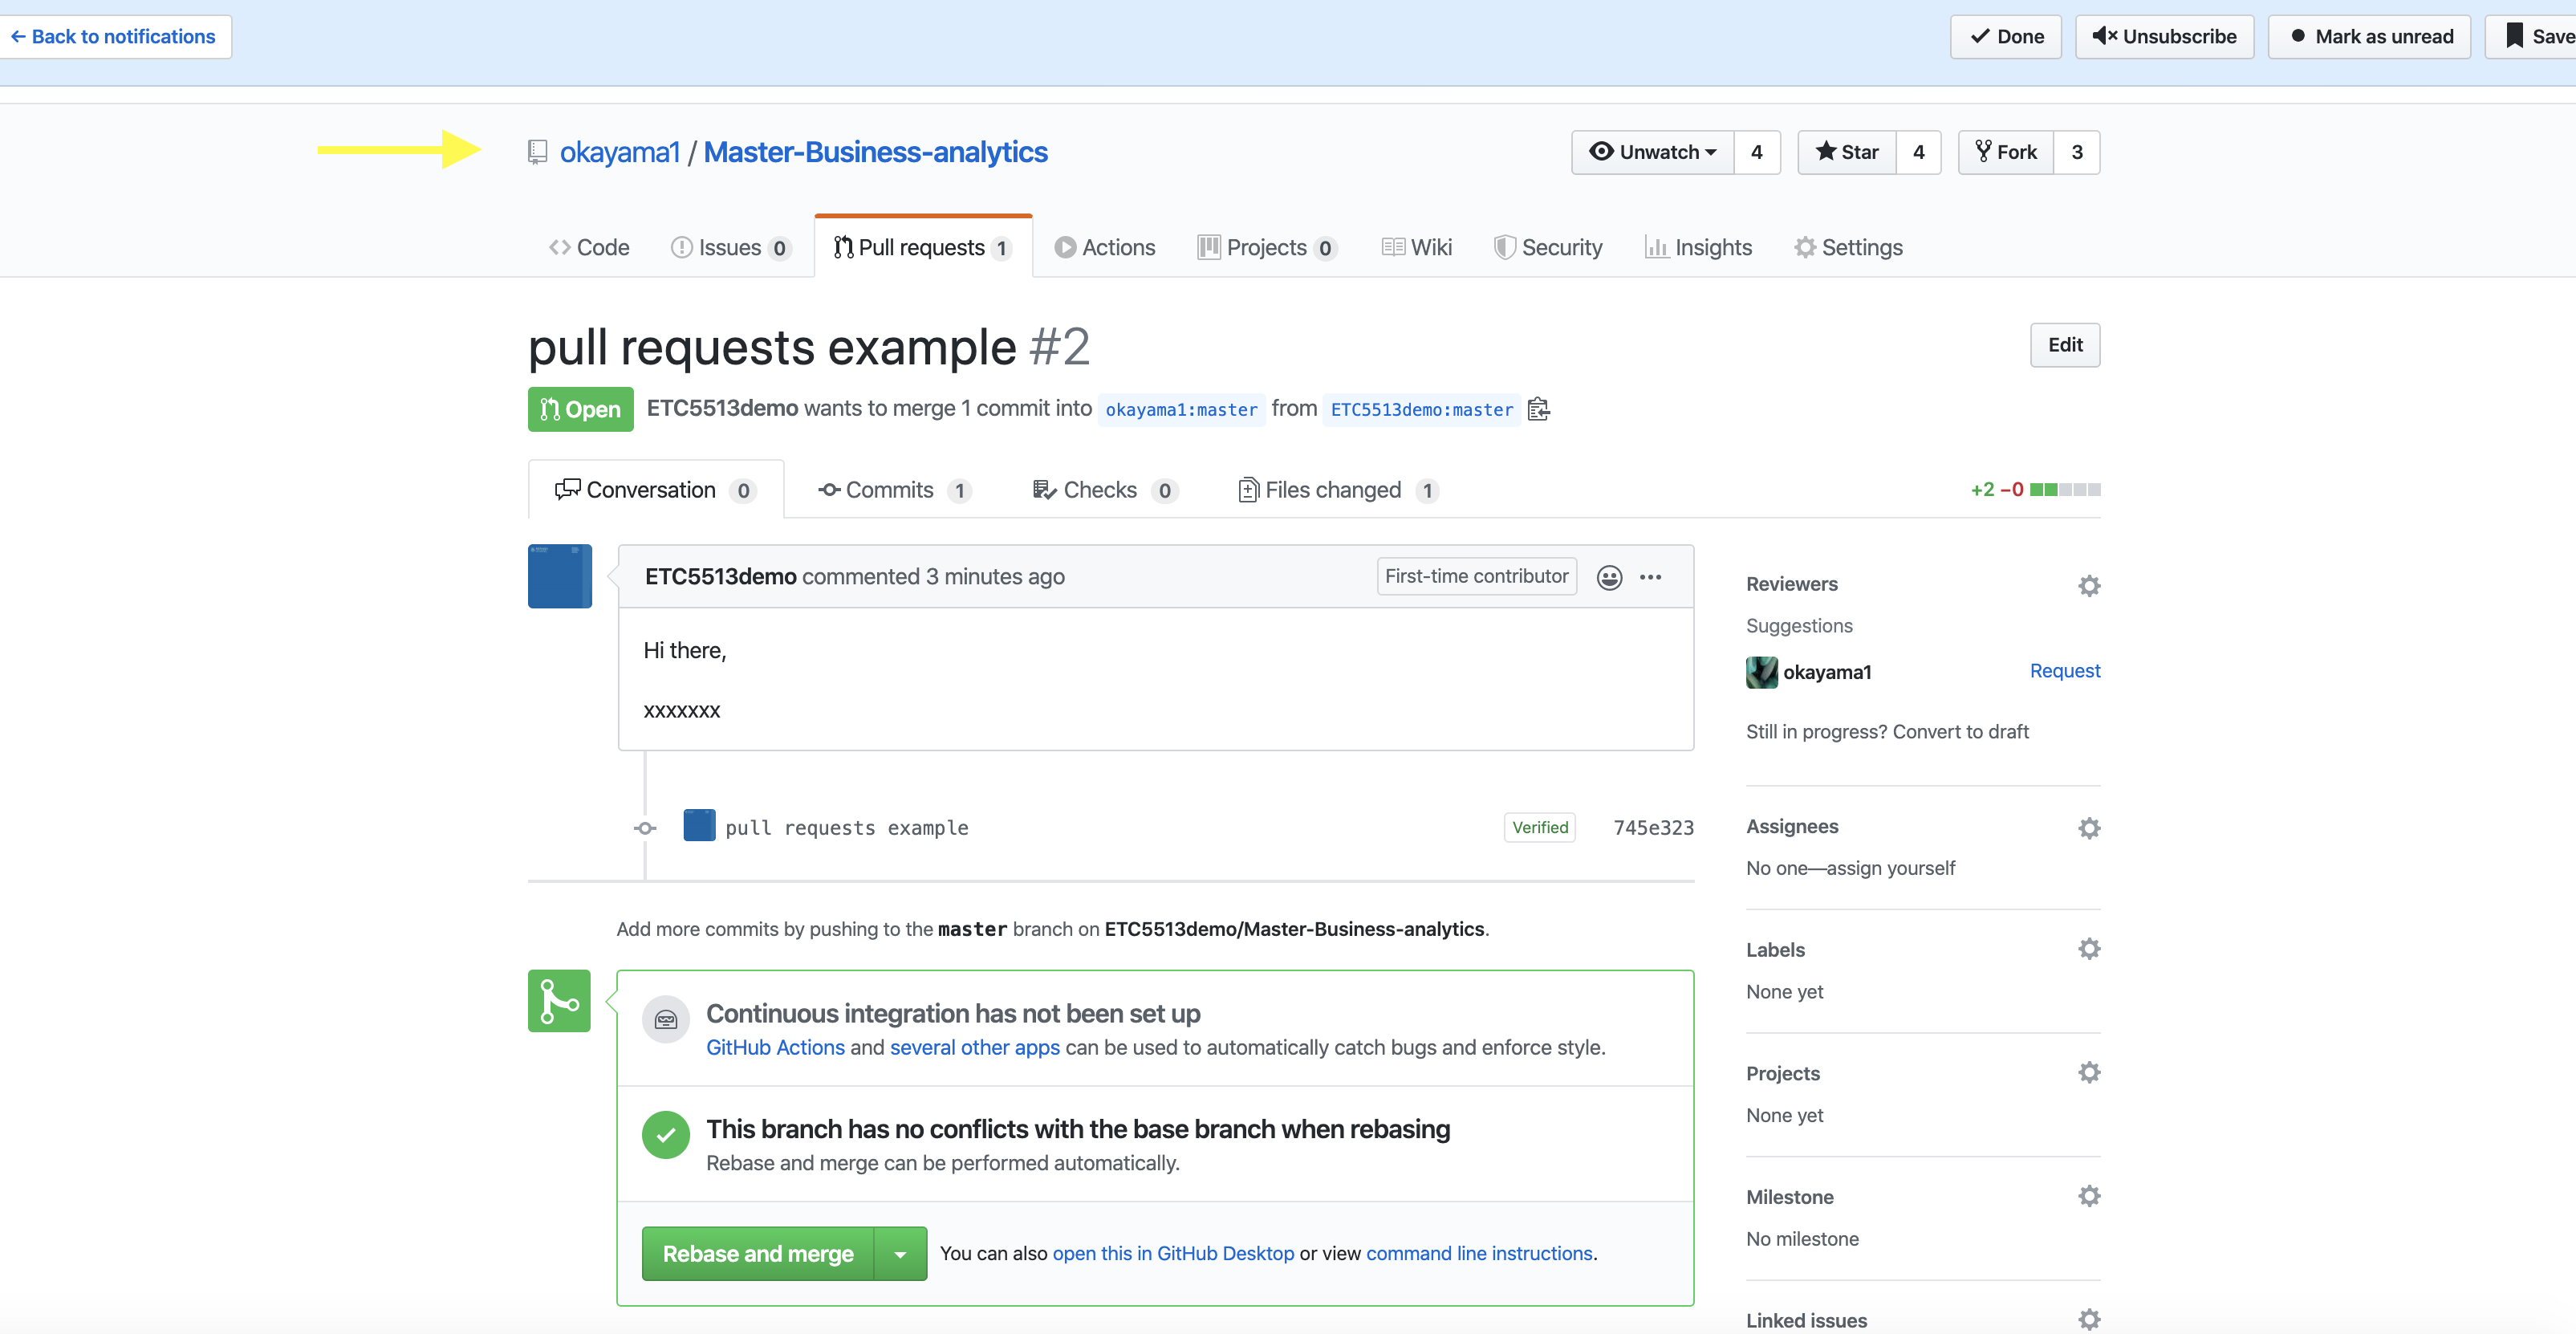 Back to notifications
Done
Unsubscribe
Mark as unread
Save
okayama1 / Master-Business-analytics
Unwatch 4
Star 4
Fork 3
Code
Issues 0
Pull requests 1
Actions
Projects 0
Wiki
Security
Insights
Settings
pull requests example #2
Edit
Open
ETC5513demo wants to merge 1 commit into okayama1:master from ETC5513demo:master
Conversation 0
Commits 1
Checks 0
Files changed 1
+2 −0
ETC5513demo commented 3 minutes ago
First-time contributor
Hi there,
xxxxxxx
pull requests example
Verified
745e323
Add more commits by pushing to the master branch on ETC5513demo/Master-Business-analytics.
Continuous integration has not been set up
GitHub Actions and several other apps can be used to automatically catch bugs and enforce style.
This branch has no conflicts with the base branch when rebasing
Rebase and merge can be performed automatically.
Rebase and merge
You can also open this in GitHub Desktop or view command line instructions.
Reviewers
Suggestions
okayama1
Request
Still in progress? Convert to draft
Assignees
No one—assign yourself
Labels
None yet
Projects
None yet
Milestone
No milestone
Linked issues